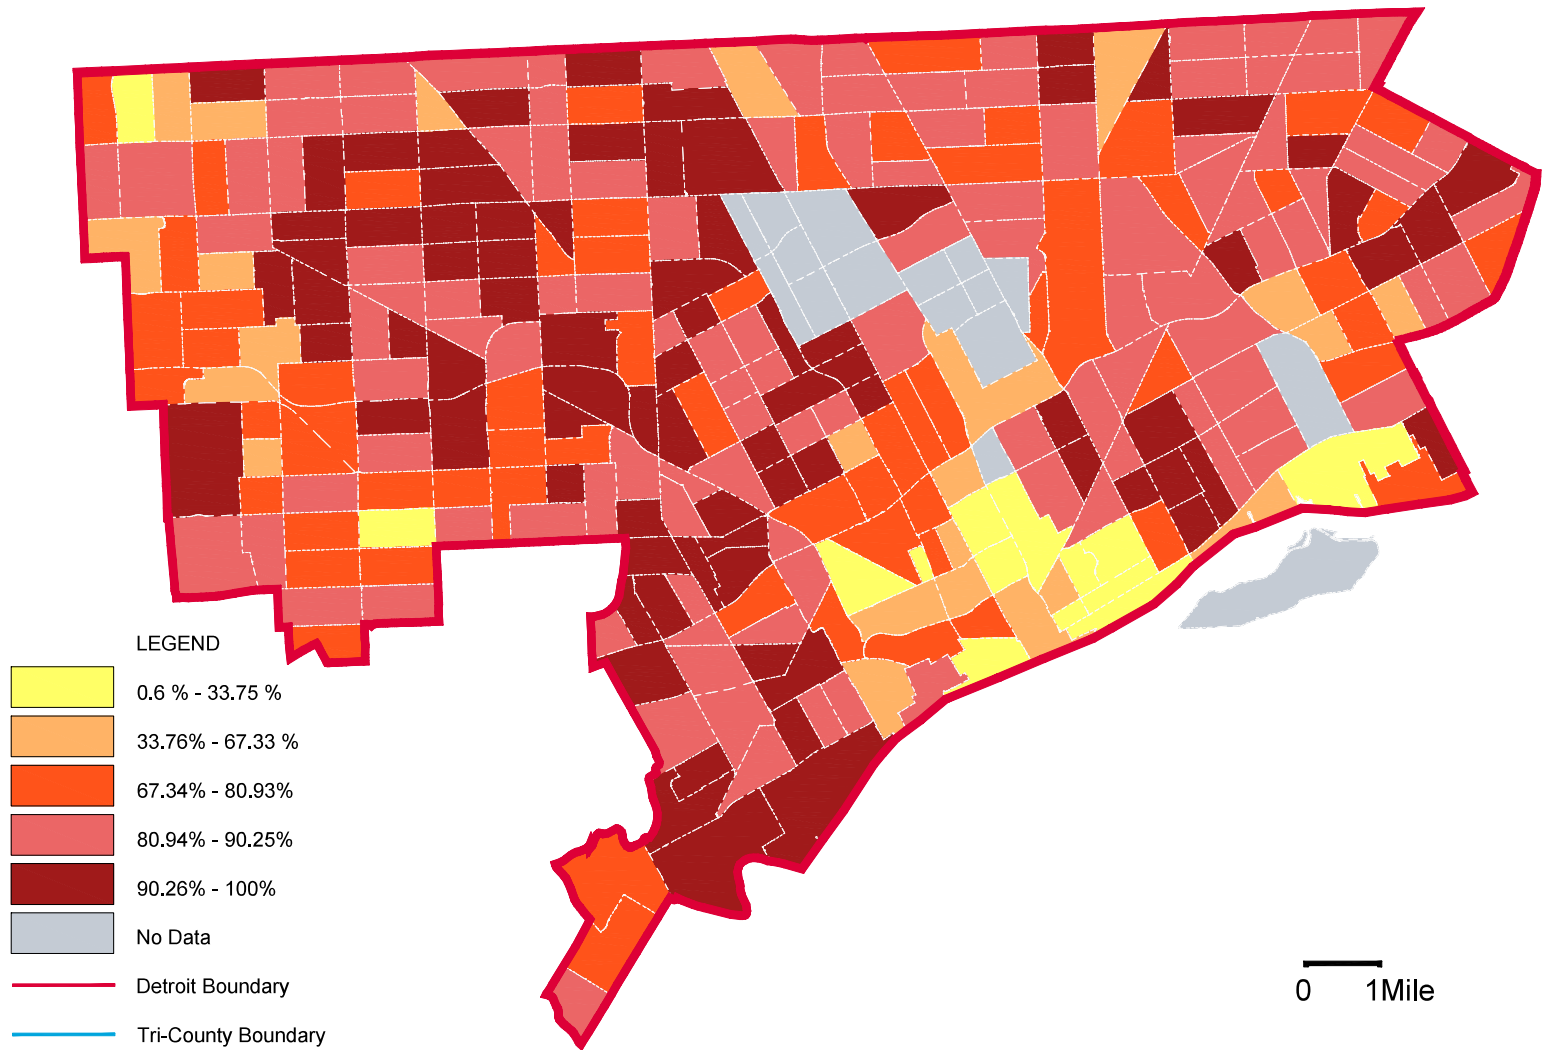 LEGEND
0.6 % - 33.75 %
33.76% - 67.33 %
67.34% - 80.93%
80.94% - 90.25%
90.26% - 100%
No Data
Detroit Boundary
Tri-County Boundary
0 1Mile